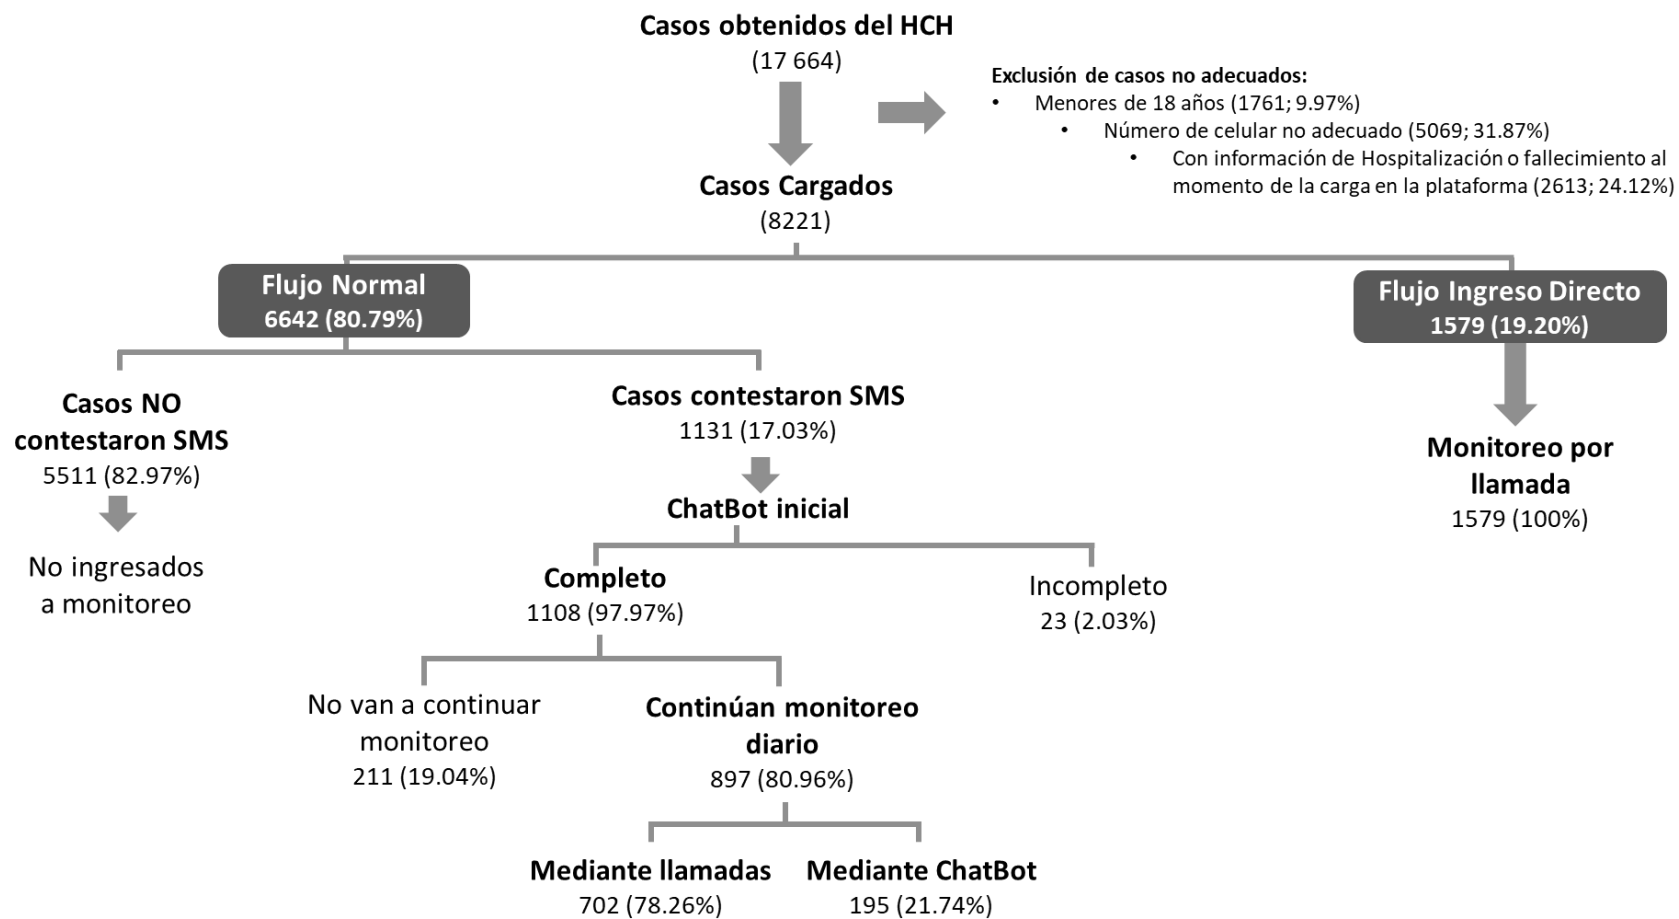 Casos obtenidos del HCH
(17 664)
Exclusión de casos no adecuados:
• Menores de 18 años (1761; 9.97%)
• Número de celular no adecuado (5069; 31.87%)
• Con información de Hospitalización o fallecimiento al
momento de la carga en la plataforma (2613; 24.12%)
Casos Cargados
(8221)
Flujo Normal
6642 (80.79%)
Flujo Ingreso Directo
1579 (19.20%)
Casos NO
contestaron SMS
5511 (82.97%)
No ingresados
a monitoreo
Casos contestaron SMS
1131 (17.03%)
ChatBot inicial
Monitoreo por
llamada
1579 (100%)
Completo
1108 (97.97%)
Incompleto
23 (2.03%)
No van a continuar
monitoreo
211 (19.04%)
Continúan monitoreo
diario
897 (80.96%)
Mediante llamadas
702 (78.26%)
Mediante ChatBot
195 (21.74%)